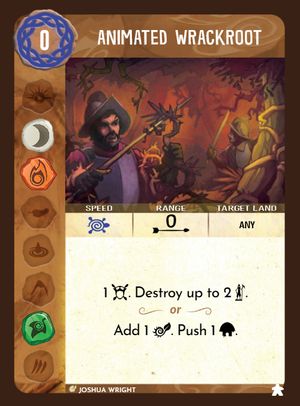 0
ANIMATED WRACKROOT
SPEED RANGE TARGET LAND
0
ANY
1 . Destroy up to 2 .
or
Add 1 . Push 1 .
JOSHUA WRIGHT